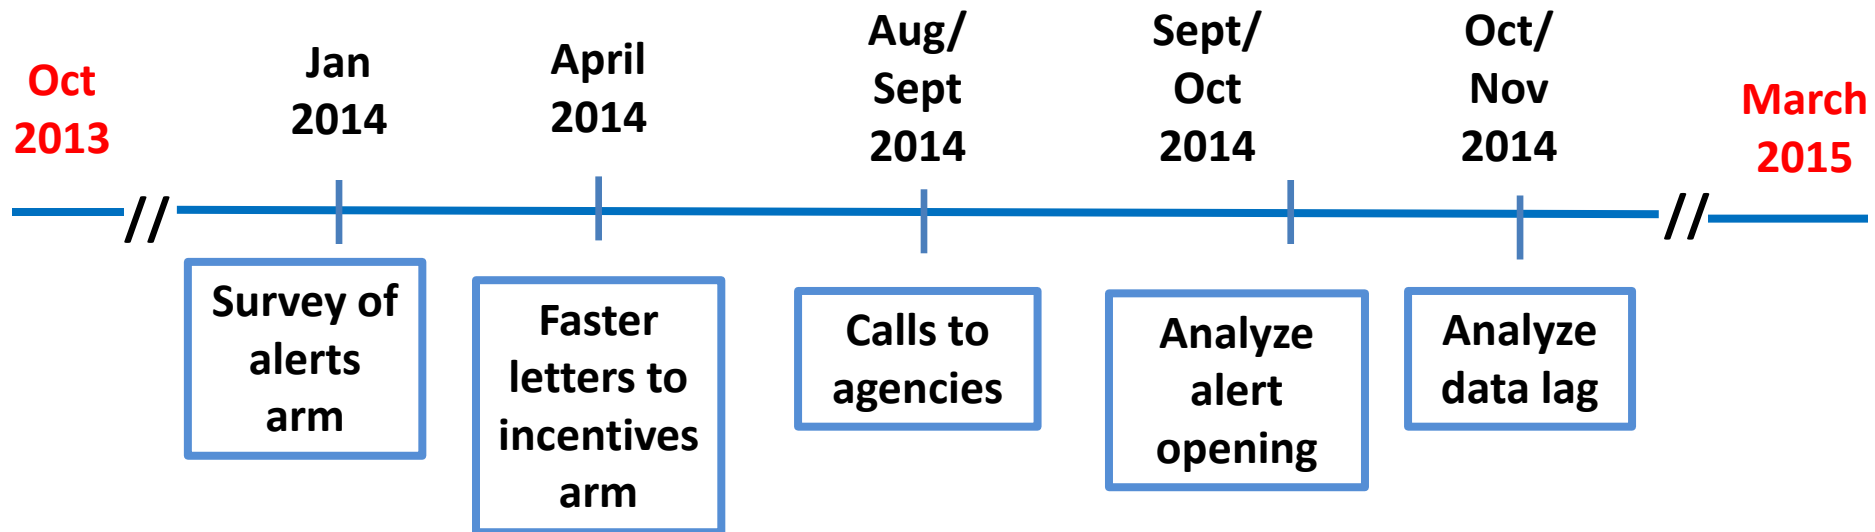 Oct
2013
Jan
2014
April
2014
Aug/
Sept
2014
Sept/
Oct
2014
Oct/
Nov
2014
March
2015
//
//
Survey of
alerts
arm
Faster
letters to
incentives
arm
Calls to
agencies
Analyze
alert
opening
Analyze
data lag